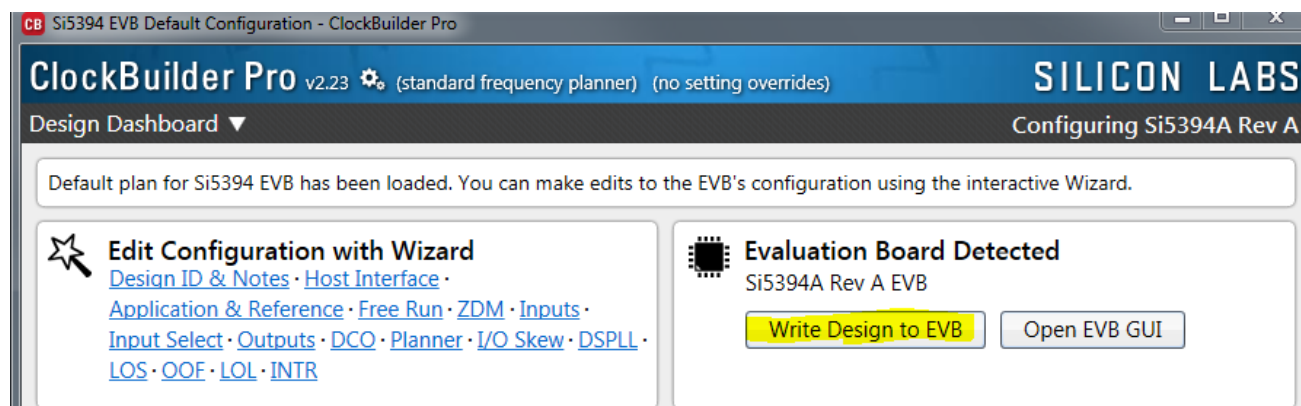 CB Si5394 EVB Default Configuration - ClockBuilder Pro
ClockBuilder Pro v2.23 (standard frequency planner) (no setting overrides) SILICON LABS
Design Dashboard ▼ Configuring Si5394A Rev A
Default plan for Si5394 EVB has been loaded. You can make edits to the EVB's configuration using the interactive Wizard.
Edit Configuration with Wizard
Design ID & Notes · Host Interface ·
Application & Reference · Free Run · ZDM · Inputs ·
Input Select · Outputs · DCO · Planner · I/O Skew · DSPLL ·
LOS · OOF · LOL · INTR
Evaluation Board Detected
Si5394A Rev A EVB
Write Design to EVB Open EVB GUI